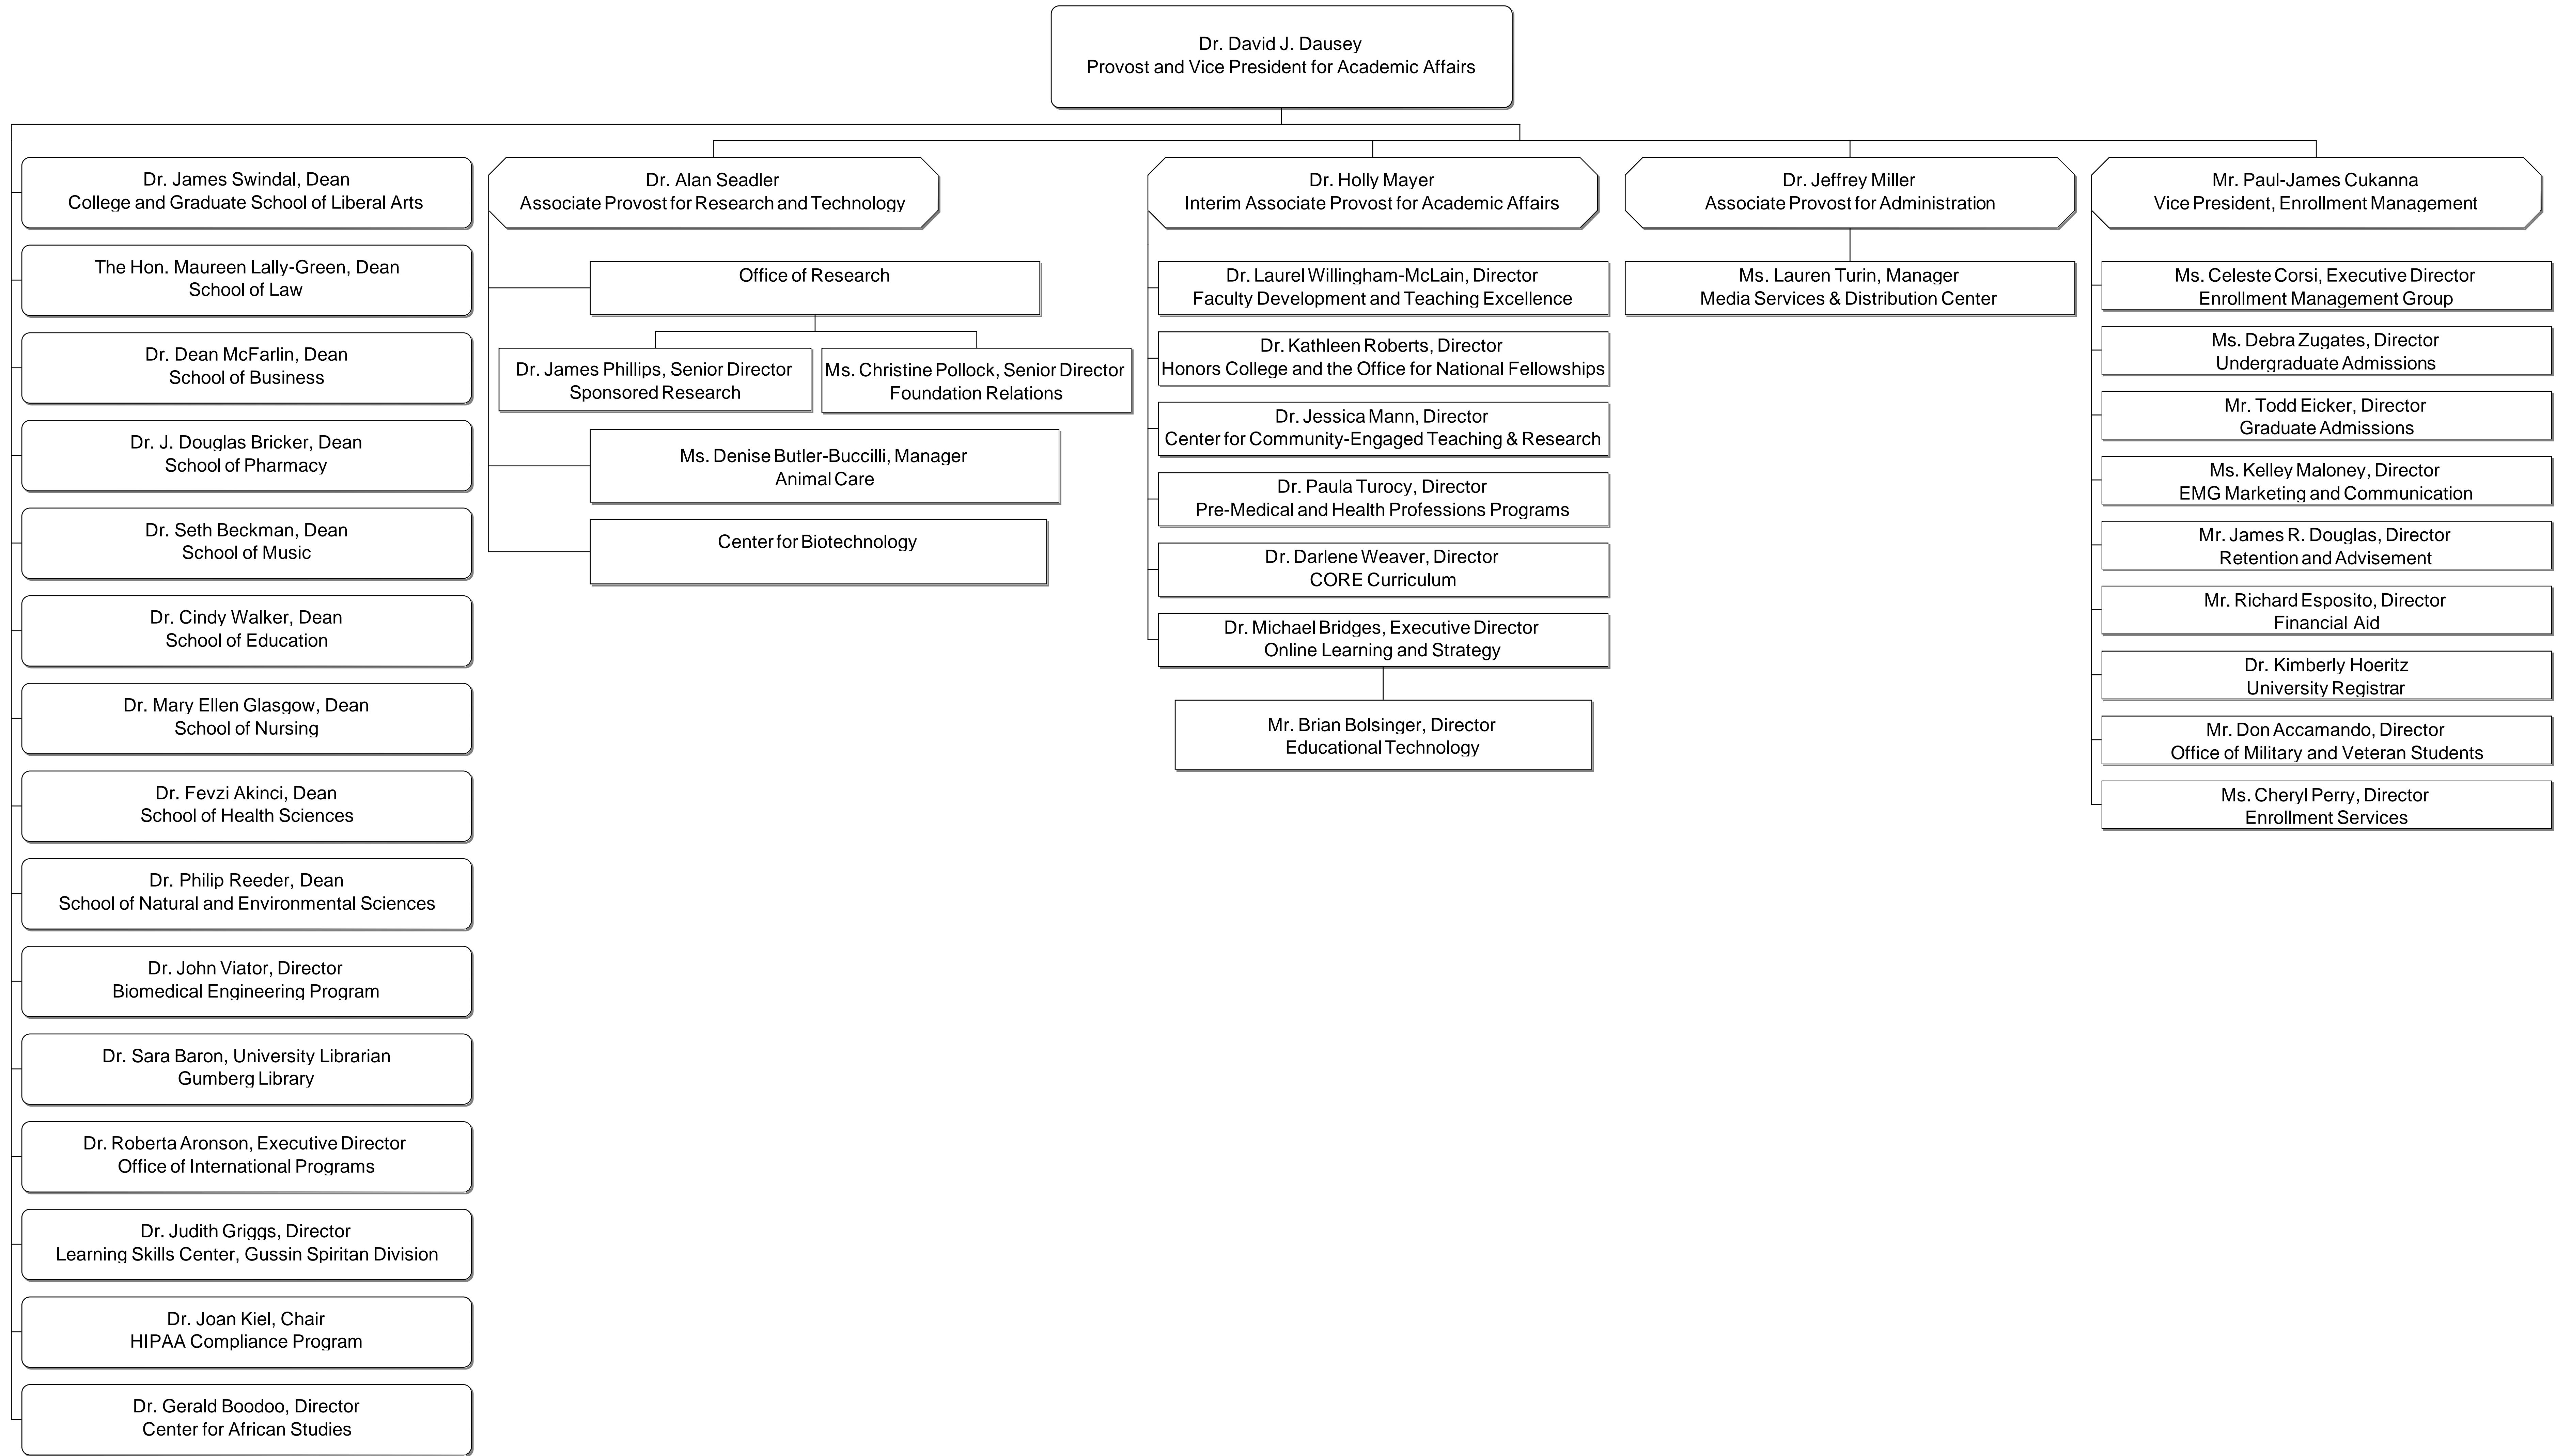 Dr. David J. Dausey
Provost and Vice President for Academic Affairs
Dr. James Swindal, Dean
College and Graduate School of Liberal Arts
The Hon. Maureen Lally-Green, Dean
School of Law
Dr. Dean McFarlin, Dean
School of Business
Dr. J. Douglas Bricker, Dean
School of Pharmacy
Dr. Seth Beckman, Dean
School of Music
Dr. Cindy Walker, Dean
School of Education
Dr. Mary Ellen Glasgow, Dean
School of Nursing
Dr. Fevzi Akinci, Dean
School of Health Sciences
Dr. Philip Reeder, Dean
School of Natural and Environmental Sciences
Dr. John Viator, Director
Biomedical Engineering Program
Dr. Sara Baron, University Librarian
Gumberg Library
Dr. Roberta Aronson, Executive Director
Office of International Programs
Dr. Judith Griggs, Director
Learning Skills Center, Gussin Spiritan Division
Dr. Joan Kiel, Chair
HIPAA Compliance Program
Dr. Gerald Boodoo, Director
Center for African Studies
Dr. Alan Seadler
Associate Provost for Research and Technology
Office of Research
Dr. James Phillips, Senior Director
Sponsored Research
Ms. Christine Pollock, Senior Director
Foundation Relations
Ms. Denise Butler-Buccilli, Manager
Animal Care
Center for Biotechnology
Dr. Holly Mayer
Interim Associate Provost for Academic Affairs
Dr. Laurel Willingham-McLain, Director
Faculty Development and Teaching Excellence
Dr. Kathleen Roberts, Director
Honors College and the Office for National Fellowships
Dr. Jessica Mann, Director
Center for Community-Engaged Teaching & Research
Dr. Paula Turocy, Director
Pre-Medical and Health Professions Programs
Dr. Darlene Weaver, Director
CORE Curriculum
Dr. Michael Bridges, Executive Director
Online Learning and Strategy
Mr. Brian Bolsinger, Director
Educational Technology
Dr. Jeffrey Miller
Associate Provost for Administration
Ms. Lauren Turin, Manager
Media Services & Distribution Center
Mr. Paul-James Cukanna
Vice President, Enrollment Management
Ms. Celeste Corsi, Executive Director
Enrollment Management Group
Ms. Debra Zugates, Director
Undergraduate Admissions
Mr. Todd Eicker, Director
Graduate Admissions
Ms. Kelley Maloney, Director
EMG Marketing and Communication
Mr. James R. Douglas, Director
Retention and Advisement
Mr. Richard Esposito, Director
Financial Aid
Dr. Kimberly Hoeritz
University Registrar
Mr. Don Accamando, Director
Office of Military and Veteran Students
Ms. Cheryl Perry, Director
Enrollment Services